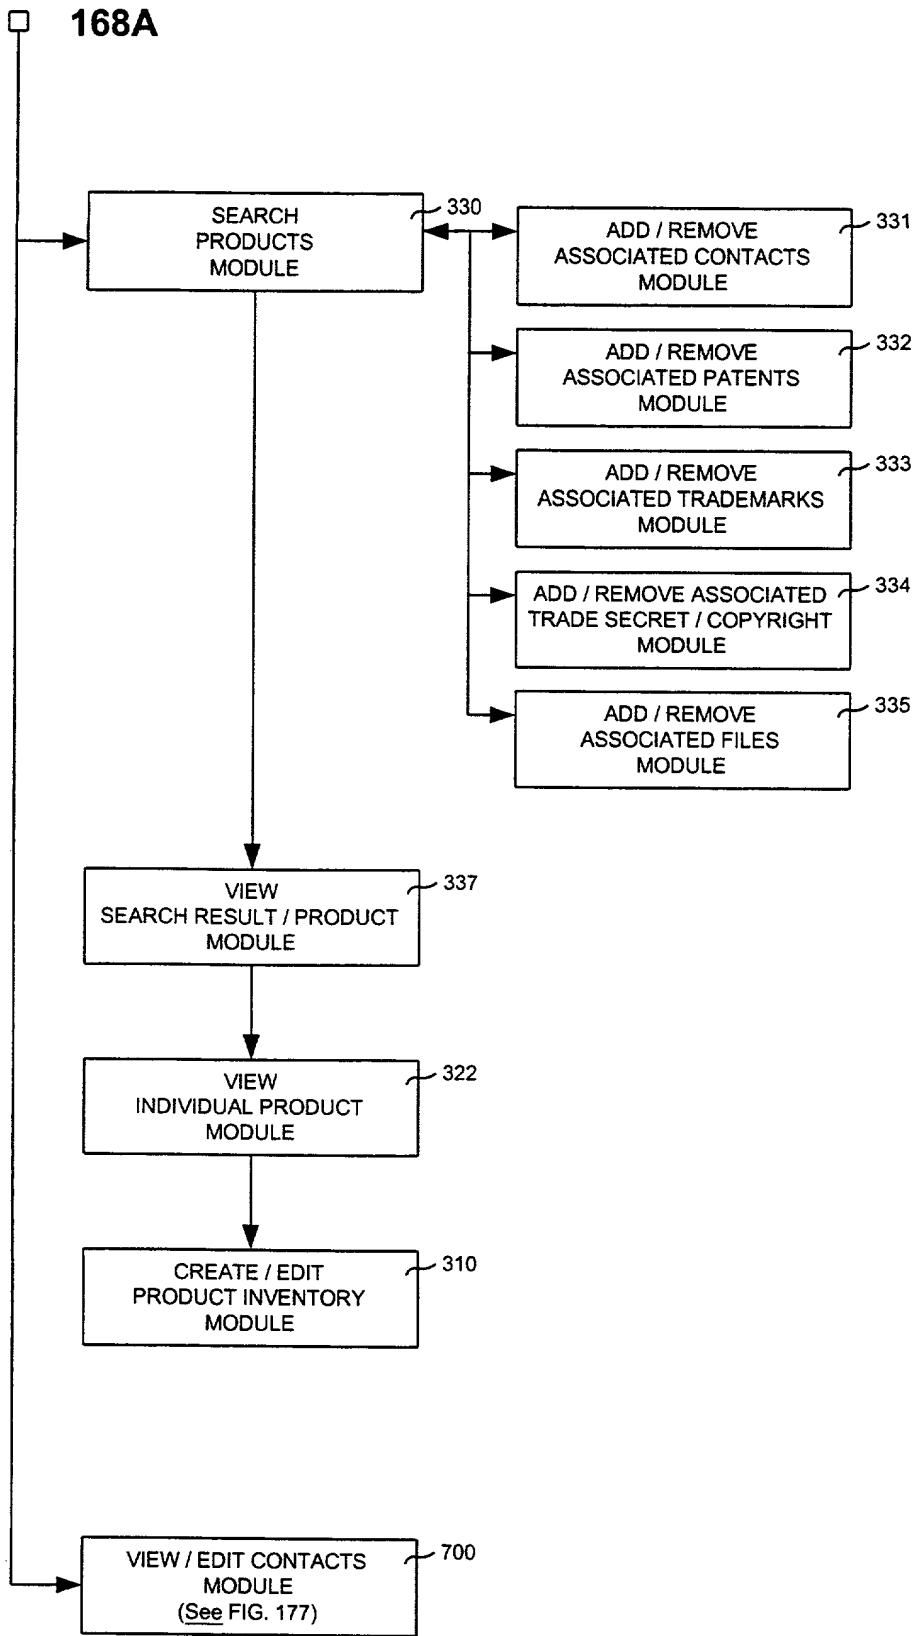 168A
SEARCH
PRODUCTS
MODULE
330
ADD / REMOVE
ASSOCIATED CONTACTS
MODULE
331
ADD / REMOVE
ASSOCIATED PATENTS
MODULE
332
ADD / REMOVE
ASSOCIATED TRADEMARKS
MODULE
333
ADD / REMOVE ASSOCIATED
TRADE SECRET / COPYRIGHT
MODULE
334
ADD / REMOVE
ASSOCIATED FILES
MODULE
335
VIEW
SEARCH RESULT / PRODUCT
MODULE
337
VIEW
INDIVIDUAL PRODUCT
MODULE
322
CREATE / EDIT
PRODUCT INVENTORY
MODULE
310
VIEW / EDIT CONTACTS
MODULE
(See FIG. 177)
700